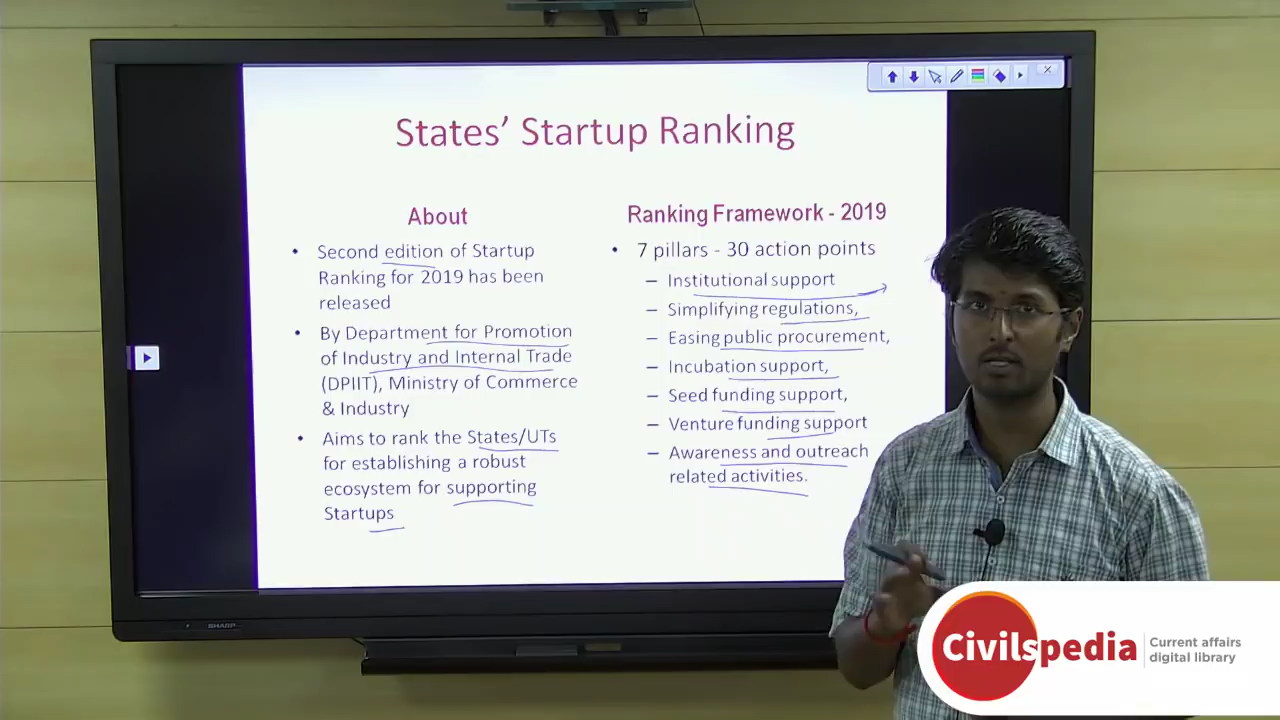 States' Startup Ranking
About
• Second edition of Startup
Ranking for 2019 has been
released
• By Department for Promotion
of Industry and Internal Trade
(DPIIT), Ministry of Commerce
& Industry
• Aims to rank the States/UTs
for establishing a robust
ecosystem for supporting
Startups
Ranking Framework - 2019
• 7 pillars - 30 action points
– Institutional support
– Simplifying regulations,
– Easing public procurement,
– Incubation support,
– Seed funding support,
– Venture funding support
– Awareness and outreach
related activities.
SHARP
Civilspedia
Current affairs
digital library